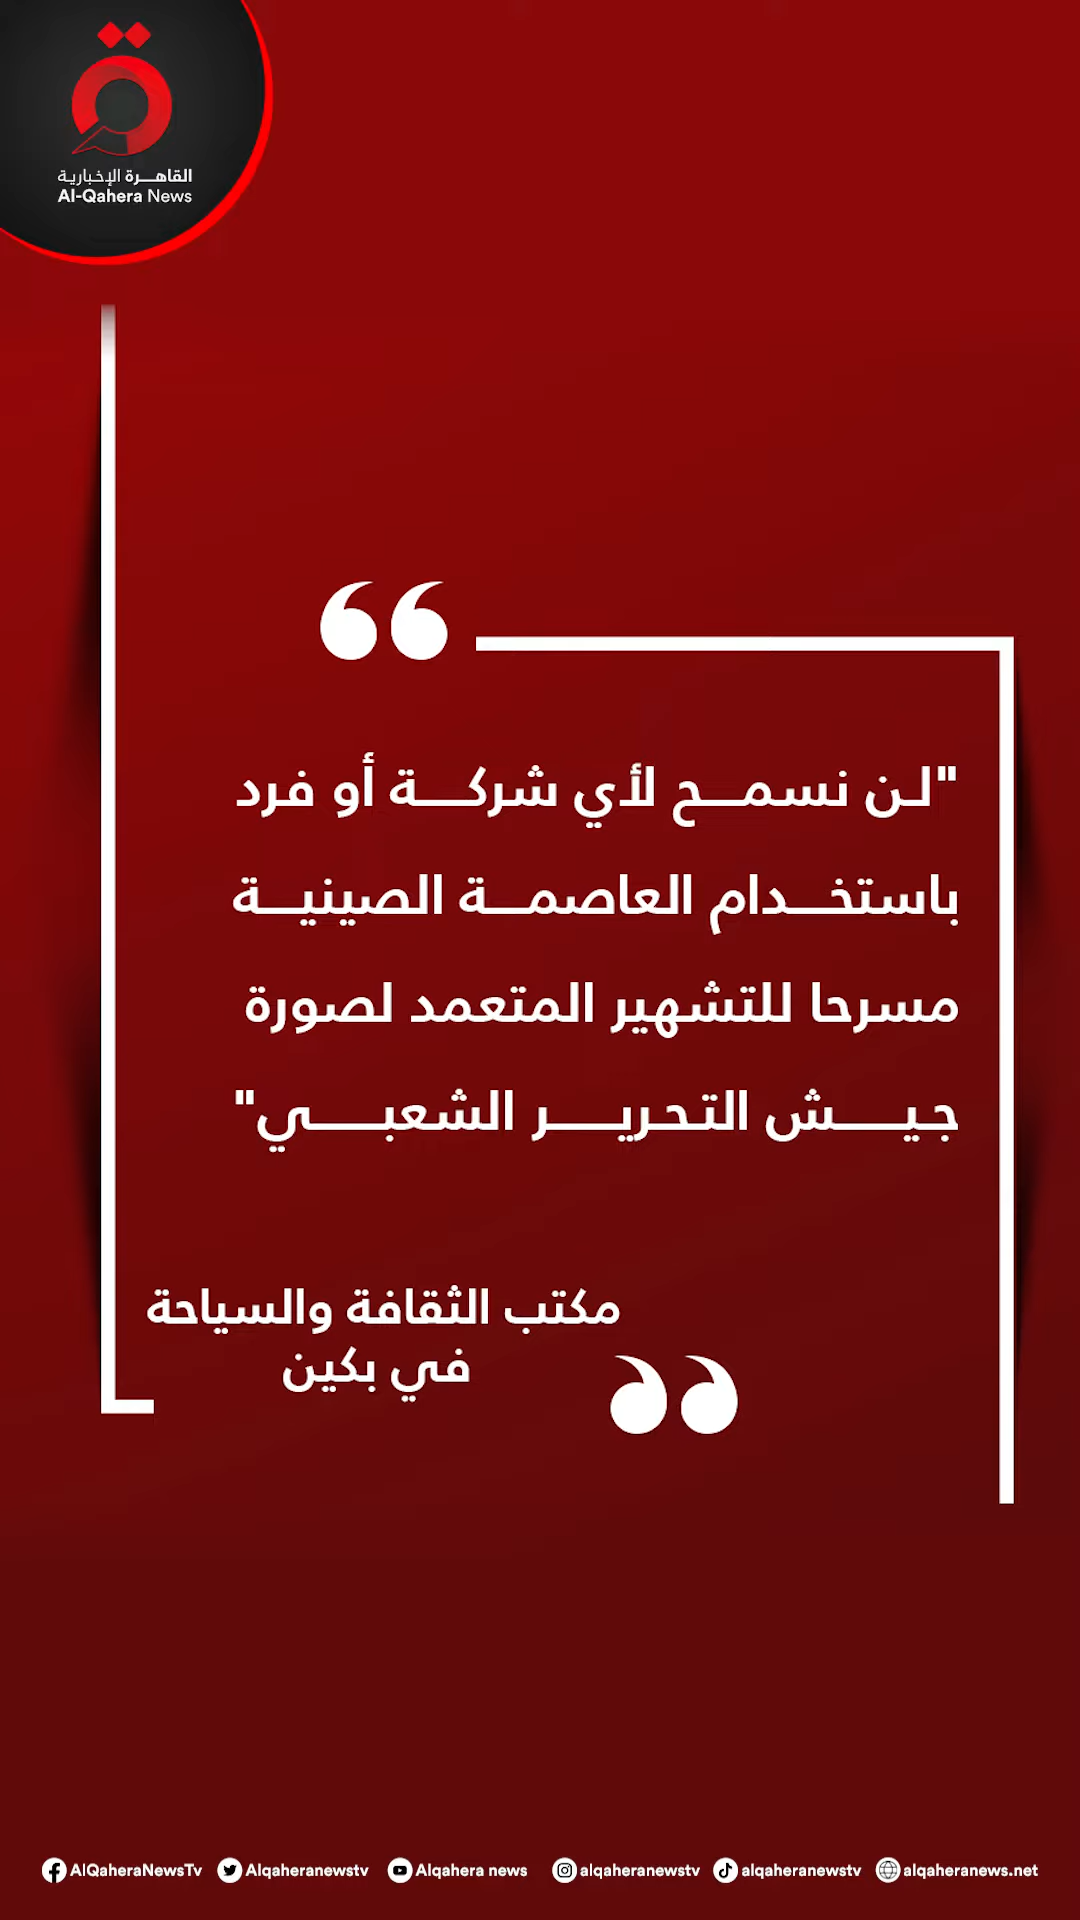 القاهرة الإخبارية
Al-Qahera News
"لن نسمح لأي شركة أو فرد
باستخدام العاصمة الصينية
مسرحا للتشهير المتعمد لصورة
جيش التحرير الشعبي"
مكتب الثقافة والسياحة
في بكين
AlQaheraNewsTv Alqaheranewstv Alqahera news alqaheranewstv alqaheranewstv alqaheranews.net